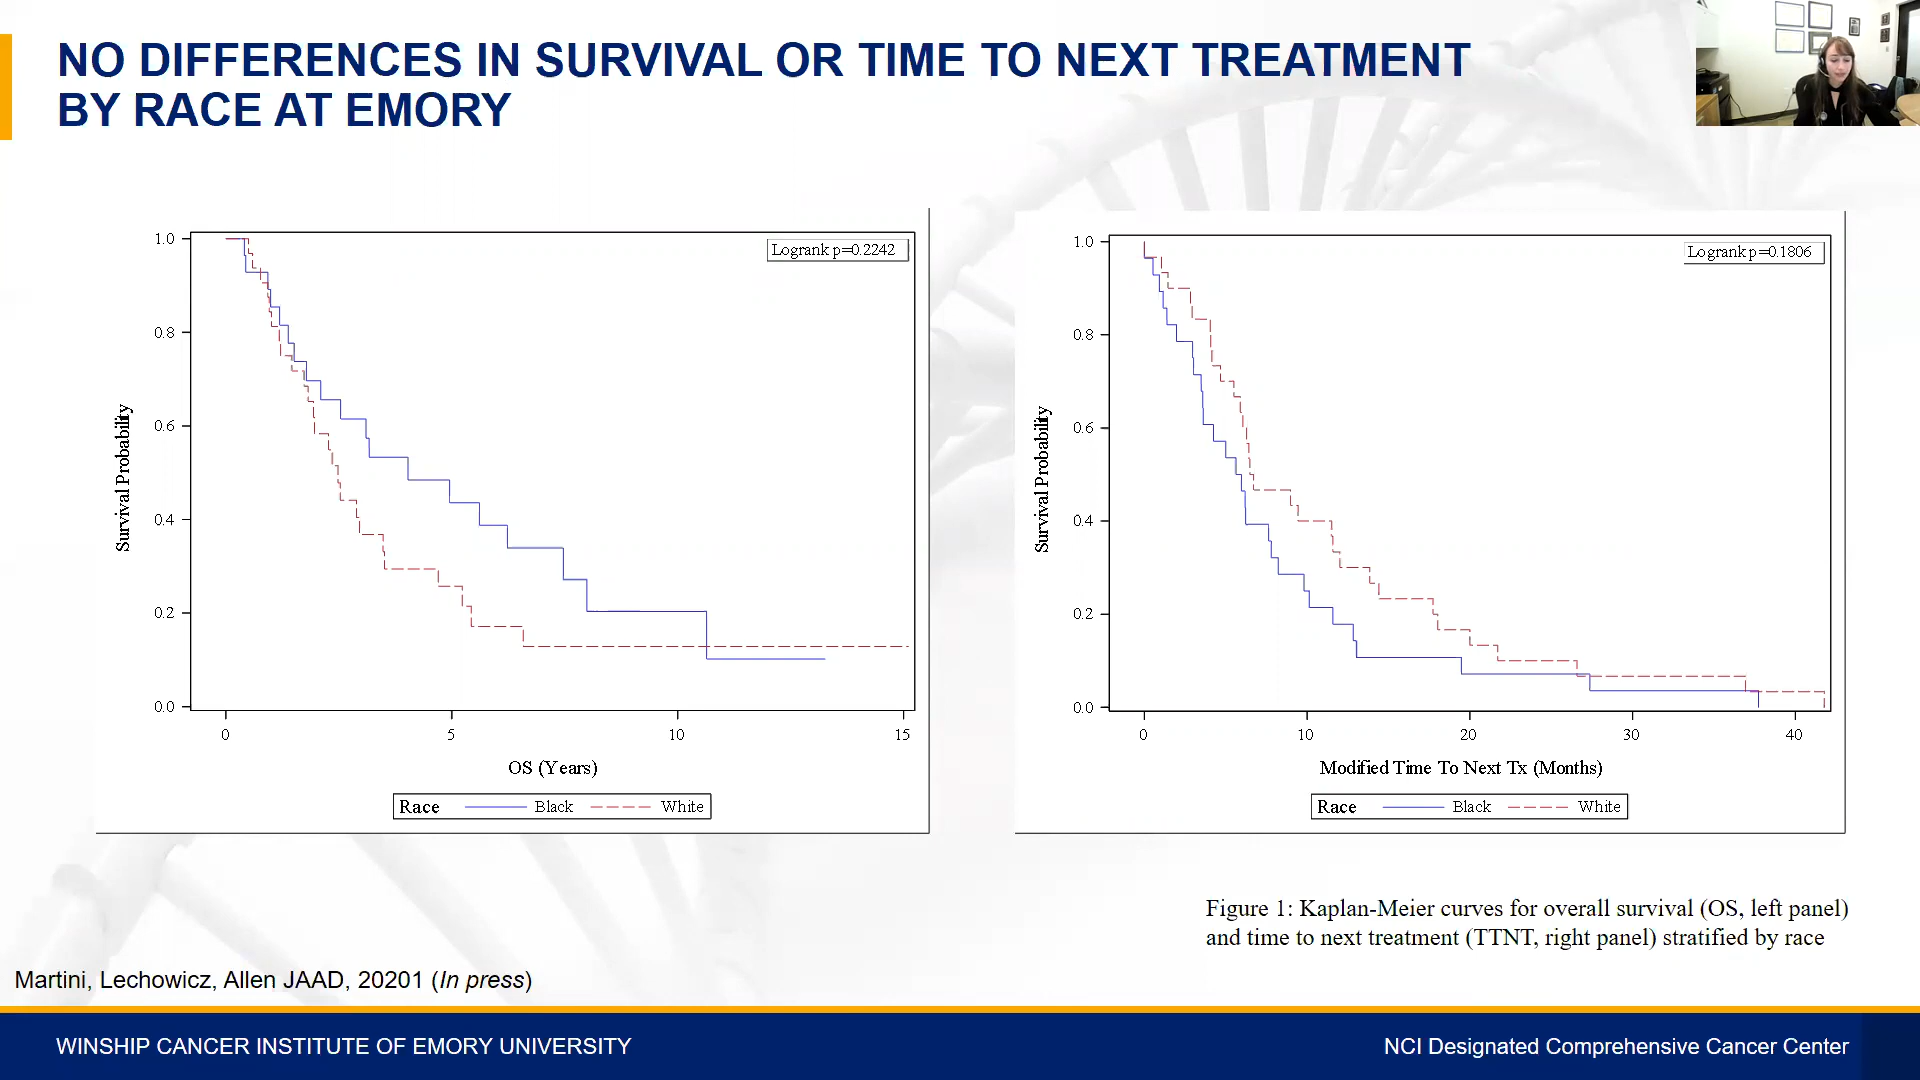 NO DIFFERENCES IN SURVIVAL OR TIME TO NEXT TREATMENT
BY RACE AT EMORY
Logrank p=0.2242
1.0
0.8
0.6
0.4
0.2
0.0
Survival Probability
0 5 10 15
OS (Years)
Race Black White
Logrank p=0.1806
1.0
0.8
0.6
0.4
0.2
0.0
Survival Probability
0 10 20 30 40
Modified Time To Next Tx (Months)
Race Black White
Figure 1: Kaplan-Meier curves for overall survival (OS, left panel)
and time to next treatment (TTNT, right panel) stratified by race
Martini, Lechowicz, Allen JAAD, 20201 (In press)
WINSHIP CANCER INSTITUTE OF EMORY UNIVERSITY
NCI Designated Comprehensive Cancer Center